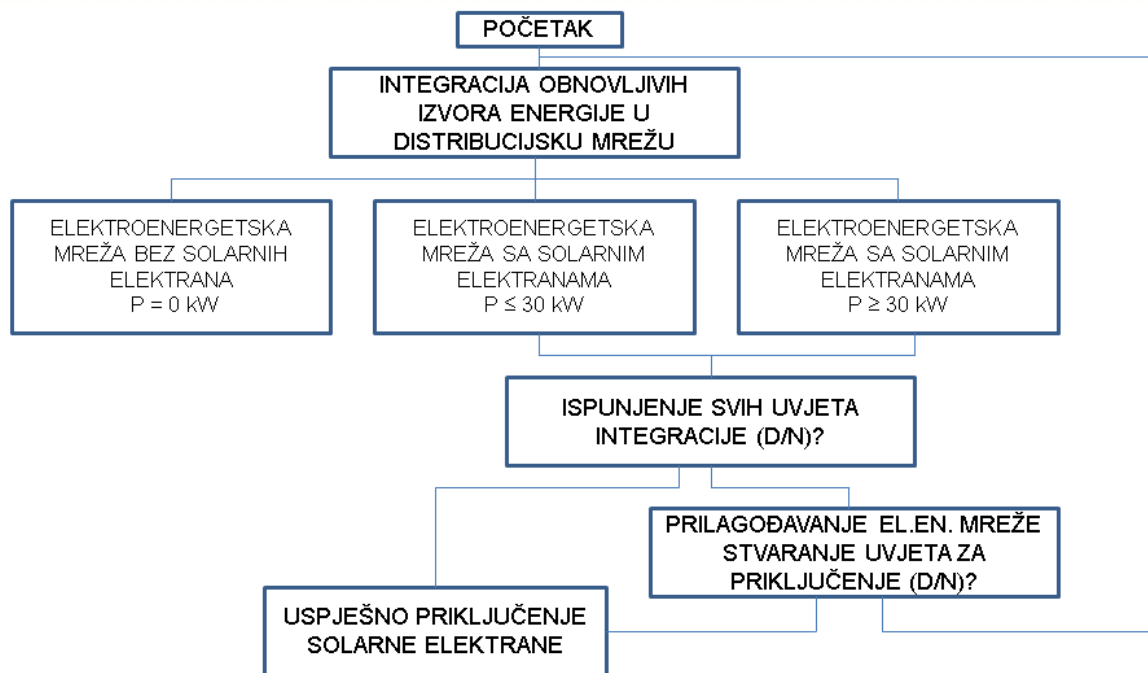 POČETAK
INTEGRACIJA OBNOVLJIVIH
IZVORA ENERGIJE U
DISTRIBUCIJSKU MREŽU
ELEKTROENERGETSKA
MREŽA BEZ SOLARNIH
ELEKTRANA
P = 0 kW
ELEKTROENERGETSKA
MREŽA SA SOLARNIM
ELEKTRANAMA
P ≤ 30 kW
ELEKTROENERGETSKA
MREŽA SA SOLARNIM
ELEKTRANAMA
P ≥ 30 kW
ISPUNJENJE SVIH UVJETA
INTEGRACIJE (D/N)?
PRILAGOĐAVANJE EL.EN. MREŽE
STVARANJE UVJETA ZA
PRIKLJUČENJE (D/N)?
USPJEŠNO PRIKLJUČENJE
SOLARNE ELEKTRANE